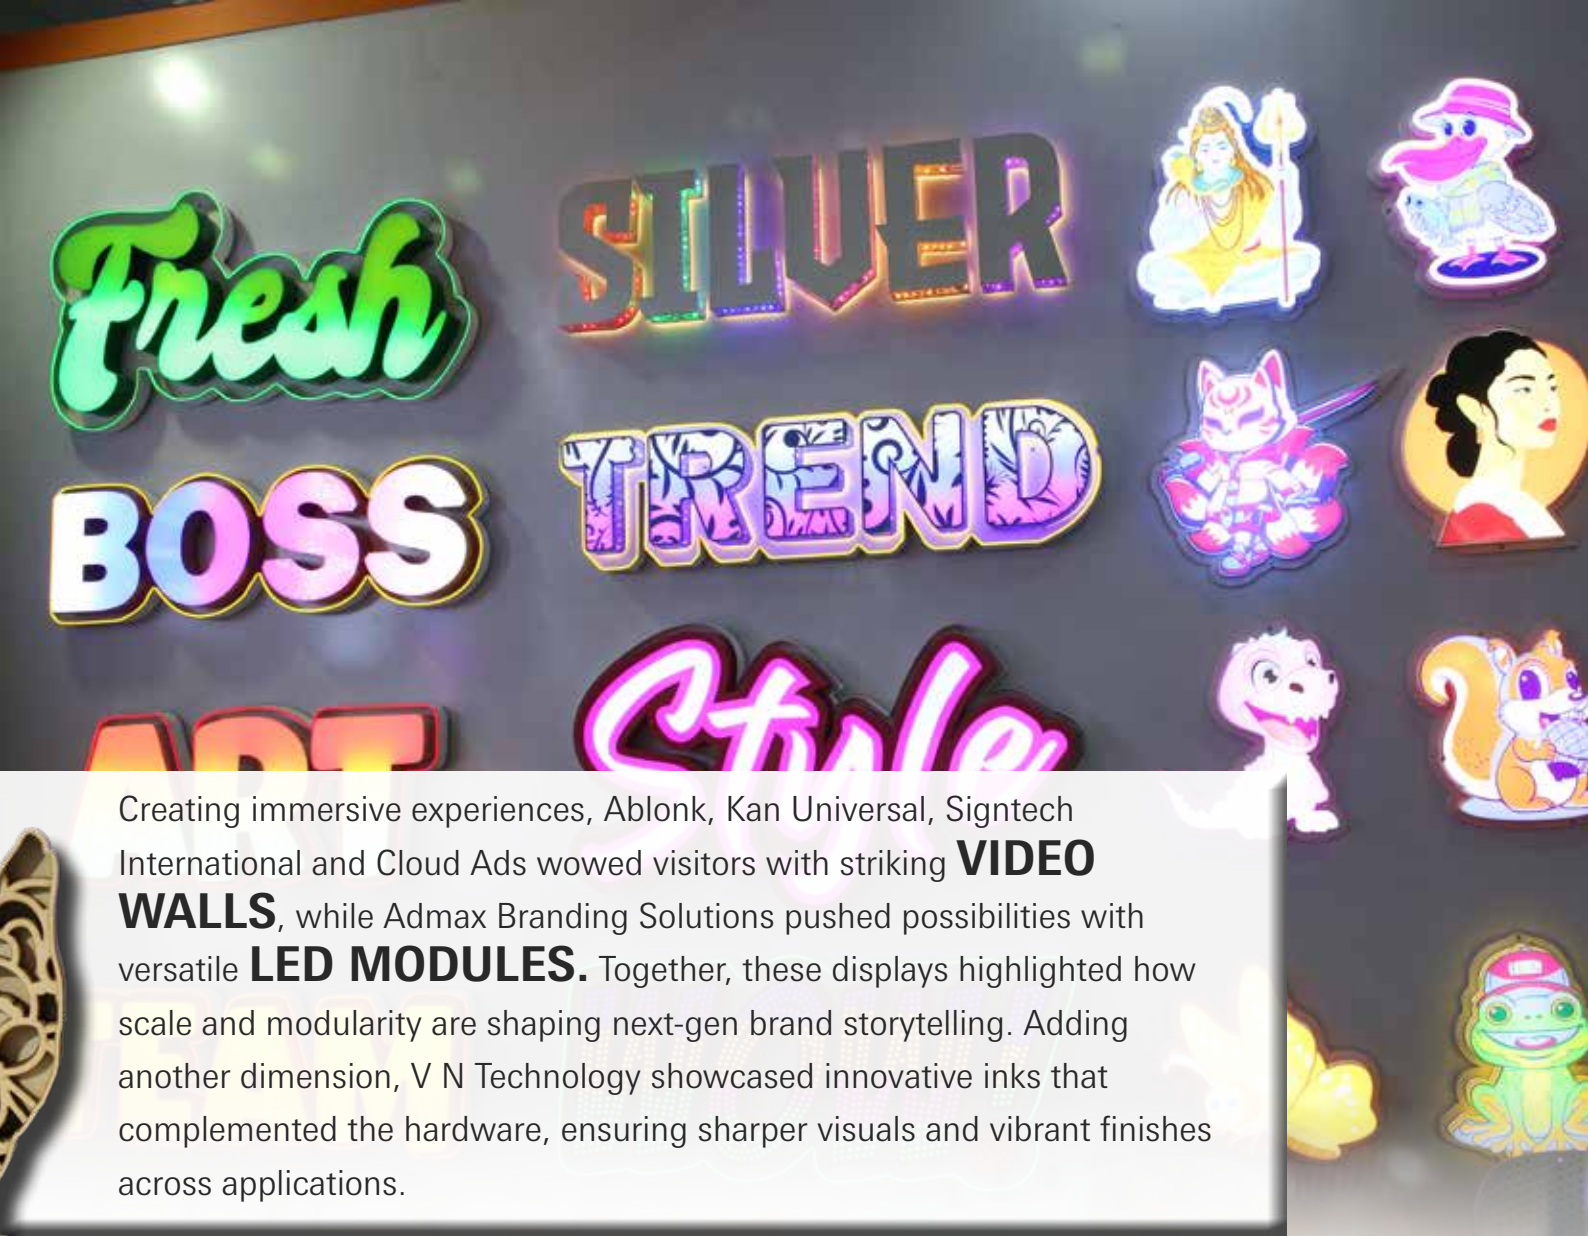 Fresh
SILVER
BOSS
TREND
ART
Style
TEAM
Creating immersive experiences, Ablonk, Kan Universal, Signtech
International and Cloud Ads wowed visitors with striking VIDEO
WALLS, while Admax Branding Solutions pushed possibilities with
versatile LED MODULES. Together, these displays highlighted how
scale and modularity are shaping next-gen brand storytelling. Adding
another dimension, V N Technology showcased innovative inks that
complemented the hardware, ensuring sharper visuals and vibrant finishes
across applications.